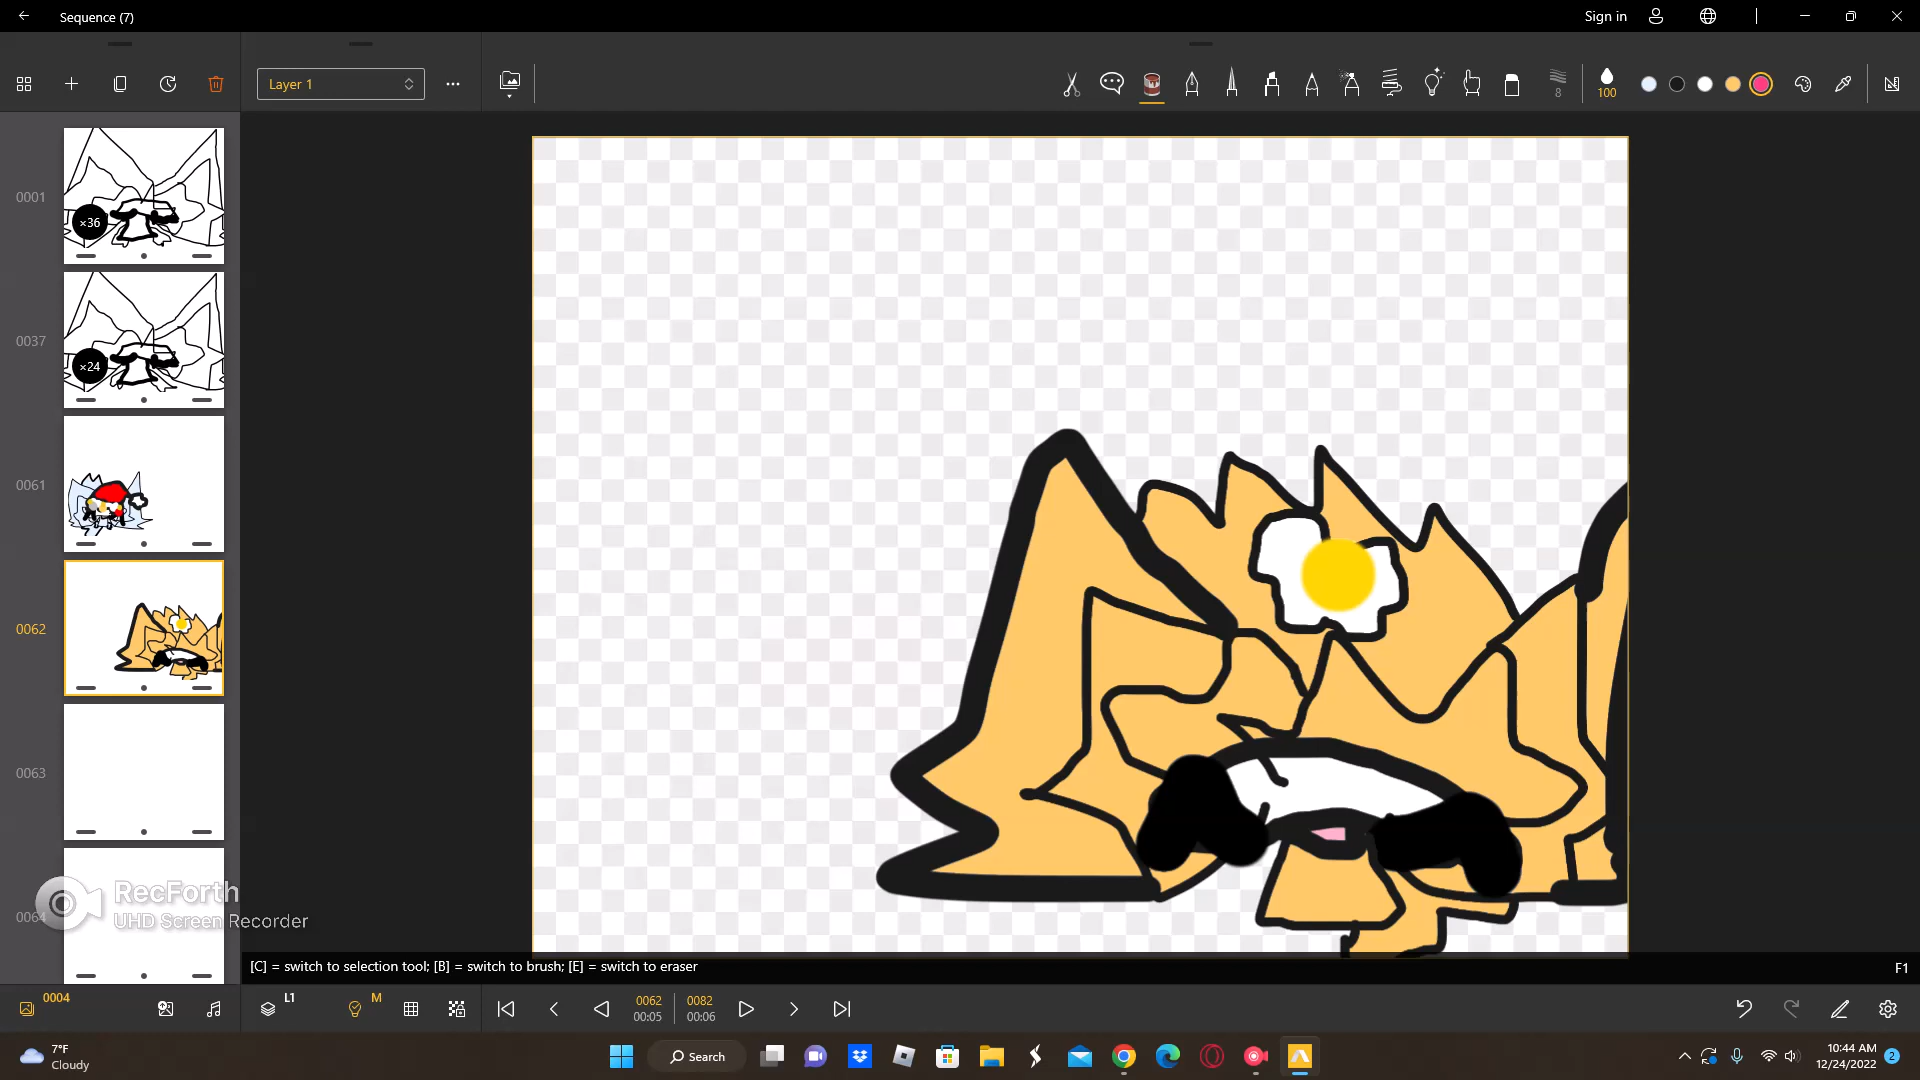 Sequence (7)
Sign in
Layer 1
8
100
0001
×36
0037
×24
0061
0062
0063
0064
RecForth
UHD Screen Recorder
[C] = switch to selection tool; [B] = switch to brush; [E] = switch to eraser
F1
0004
L1
M
0062
00:05
0082
00:06
7°F
Cloudy
Search
10:44 AM
12/24/2022
2